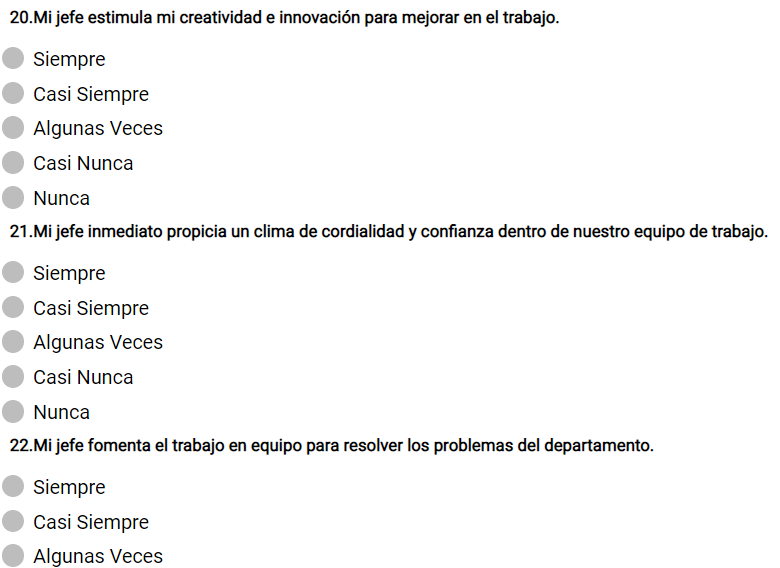 20.Mi jefe estimula mi creatividad e innovación para mejorar en el trabajo.
Siempre
Casi Siempre
Algunas Veces
Casi Nunca
Nunca
21.Mi jefe inmediato propicia un clima de cordialidad y confianza dentro de nuestro equipo de trabajo.
Siempre
Casi Siempre
Algunas Veces
Casi Nunca
Nunca
22.Mi jefe fomenta el trabajo en equipo para resolver los problemas del departamento.
Siempre
Casi Siempre
Algunas Veces